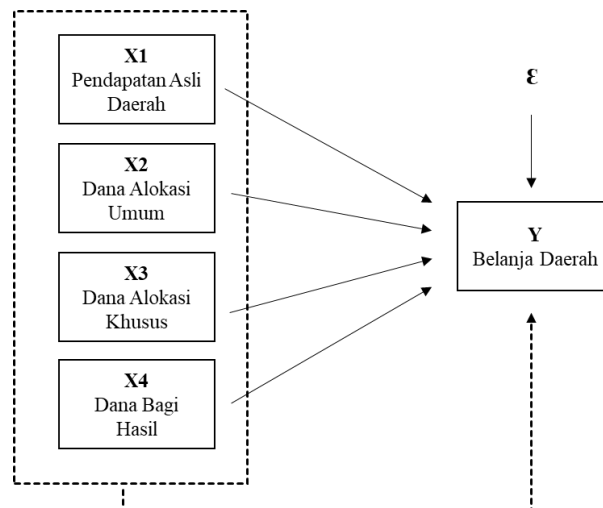 X1
Pendapatan Asli
Daerah
X2
Dana Alokasi
Umum
X3
Dana Alokasi
Khusus
X4
Dana Bagi
Hasil
ε
Y
Belanja Daerah